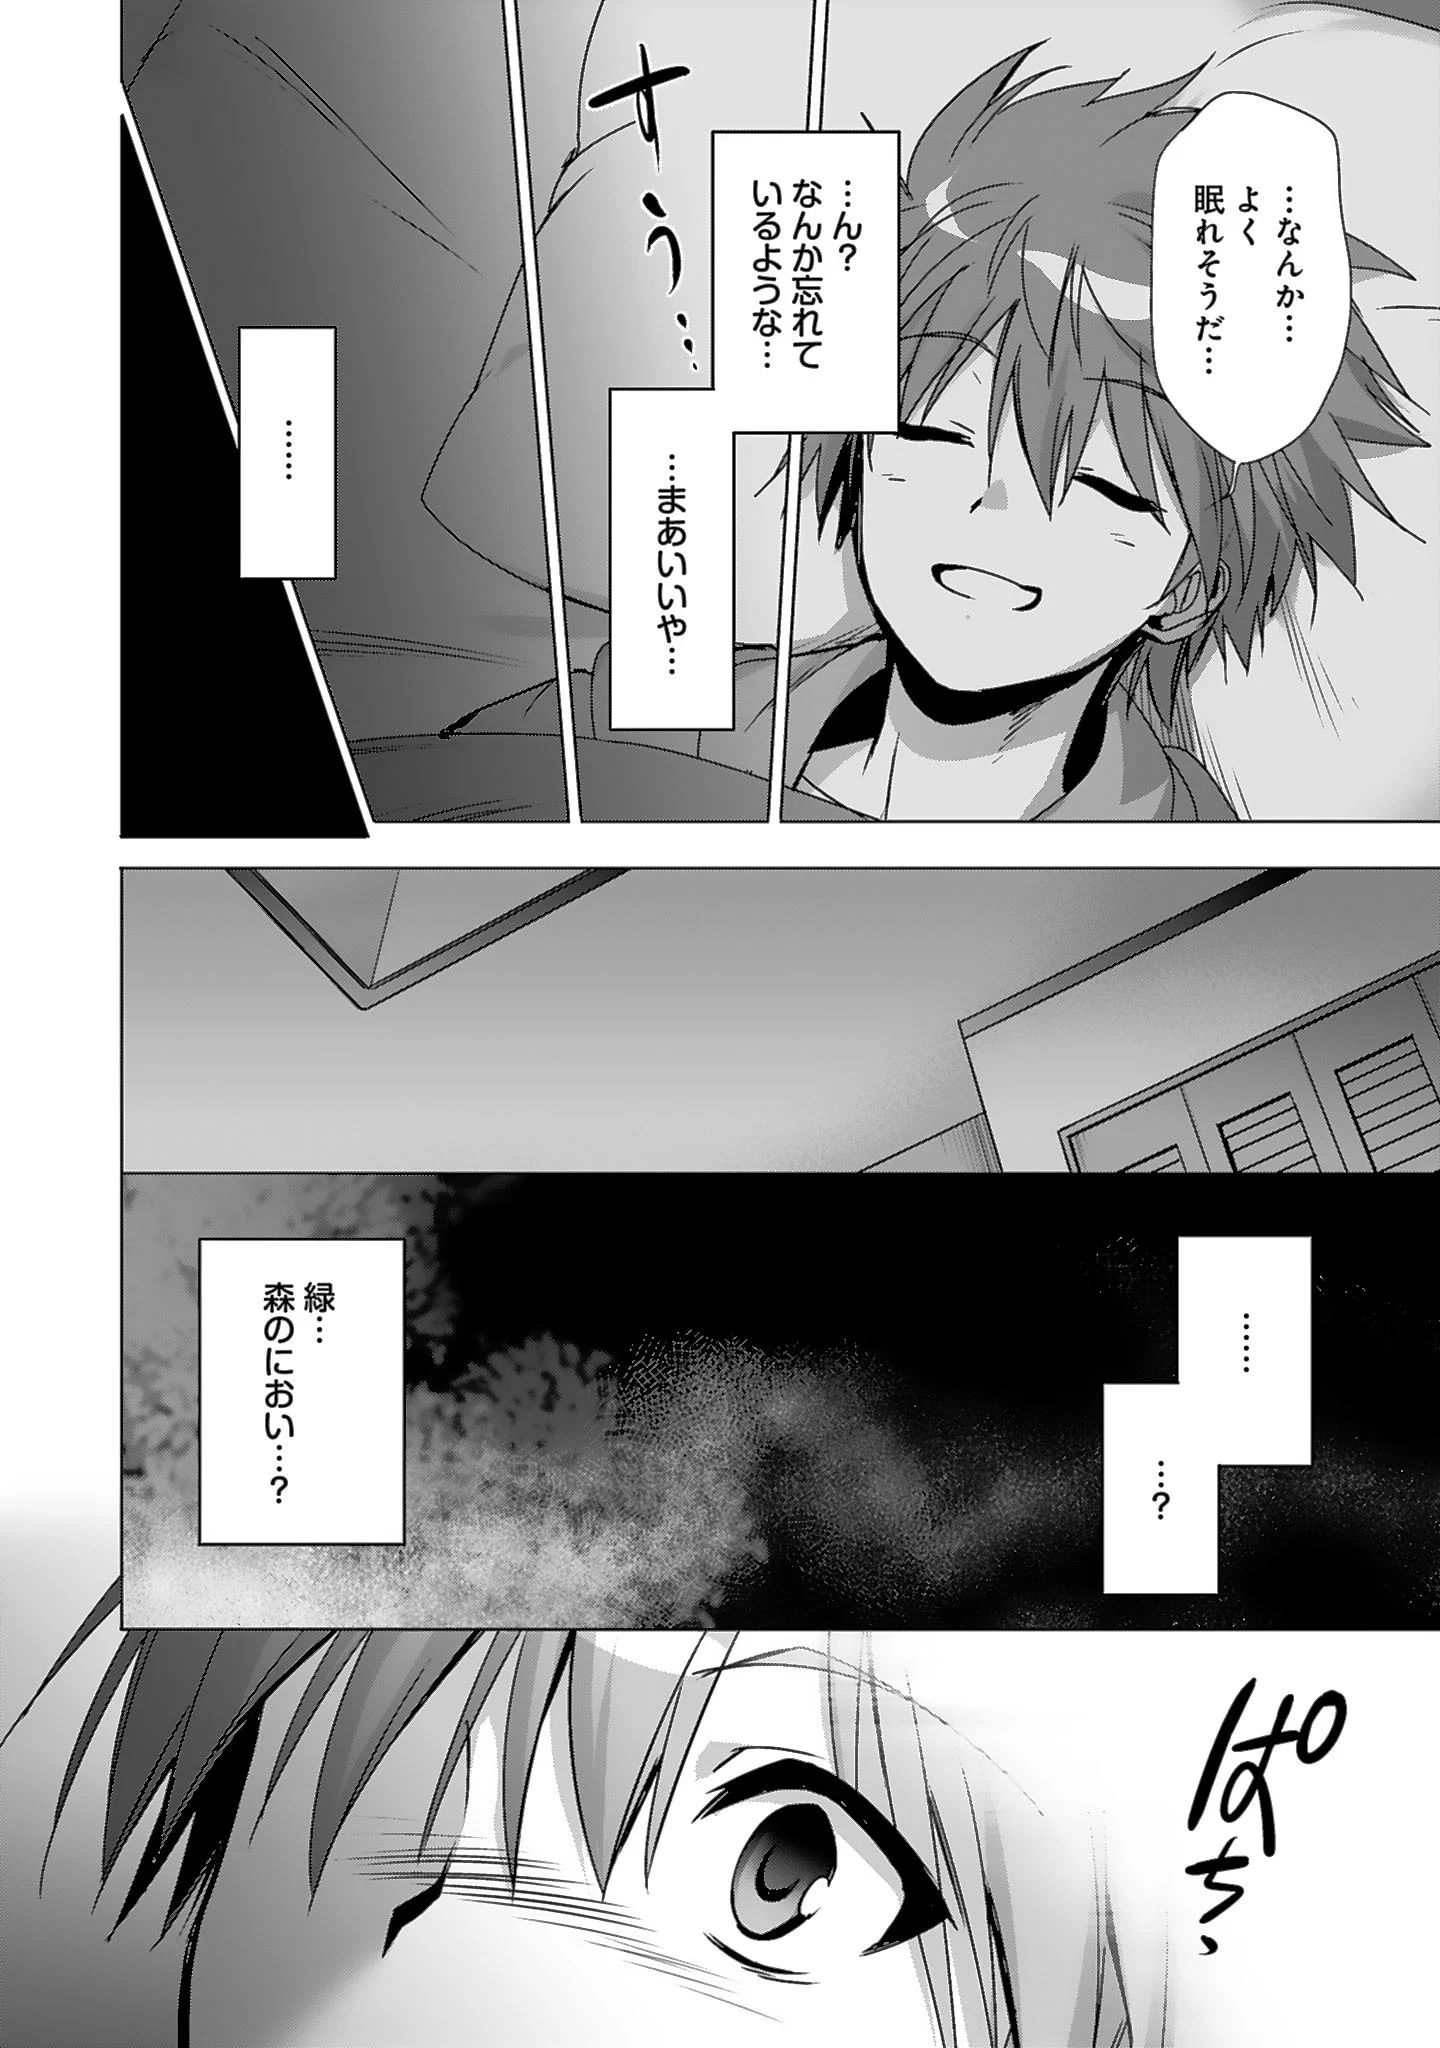 …なんか…
よく
眠れそうだ…
…ん?
なんか忘れて
いるような…
すぅ…
…まあいいや…
……
……
…?
緑…
森のにおい…?
ぱち、